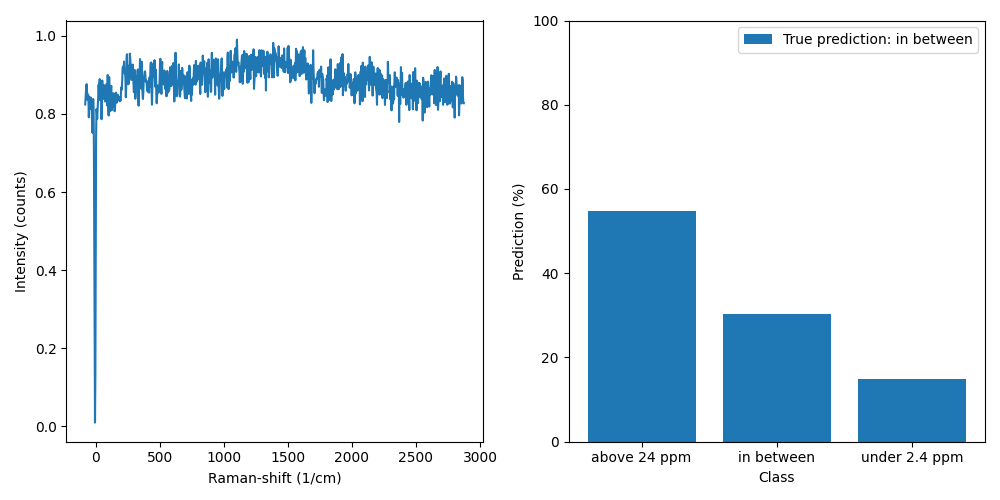 1.0
0.8
0.6
0.4
0.2
0.0
Intensity (counts)
0
500
1000
1500
2000
2500
3000
Raman-shift (1/cm)
100
80
60
40
20
0
Prediction (%)
True prediction: in between
above 24 ppm
in between
under 2.4 ppm
Class